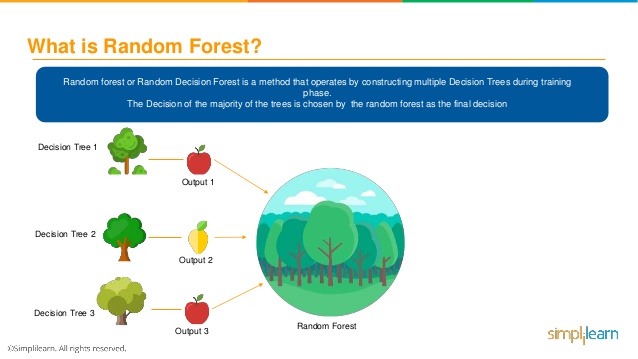 What is Random Forest?
Random forest or Random Decision Forest is a method that operates by constructing multiple Decision Trees during training
phase.
The Decision of the majority of the trees is chosen by the random forest as the final decision
Decision Tree 1
Output 1
Decision Tree 2
Output 2
Decision Tree 3
Output 3
Random Forest
©Simplilearn. All rights reserved.
simplilearn